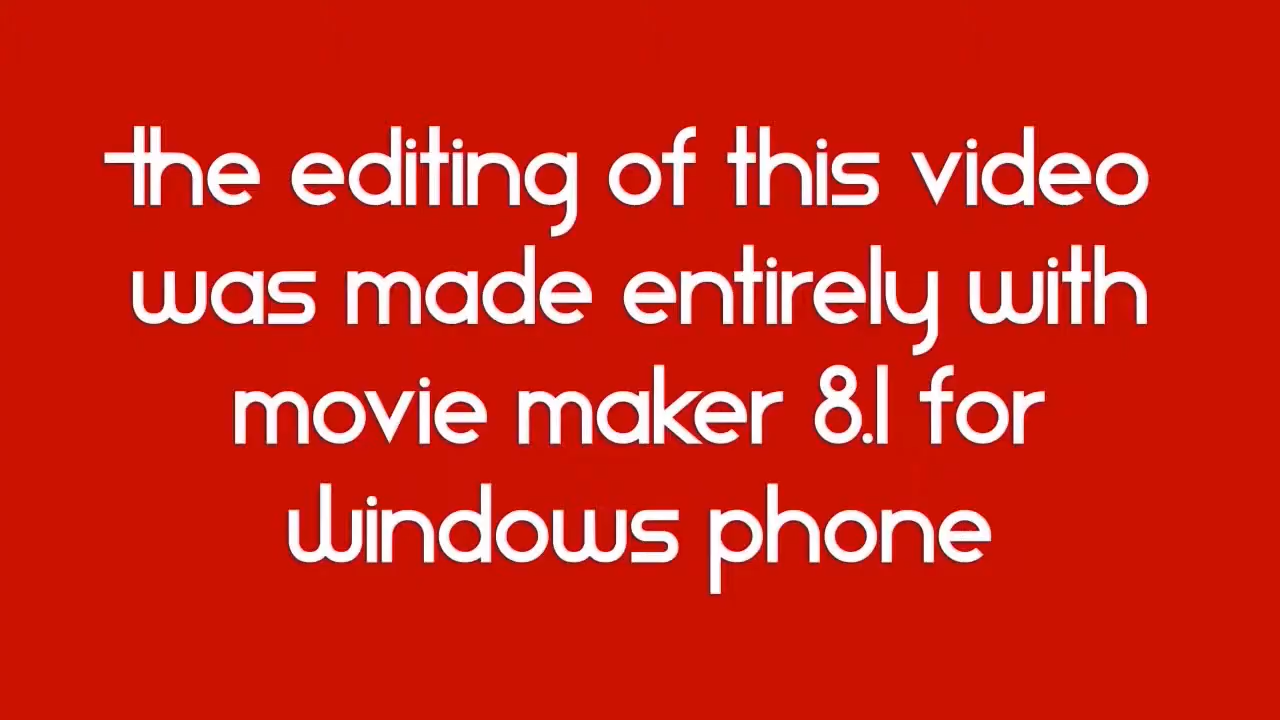 the editing of this video
was made entirely with
movie maker 8.1 for
windows phone